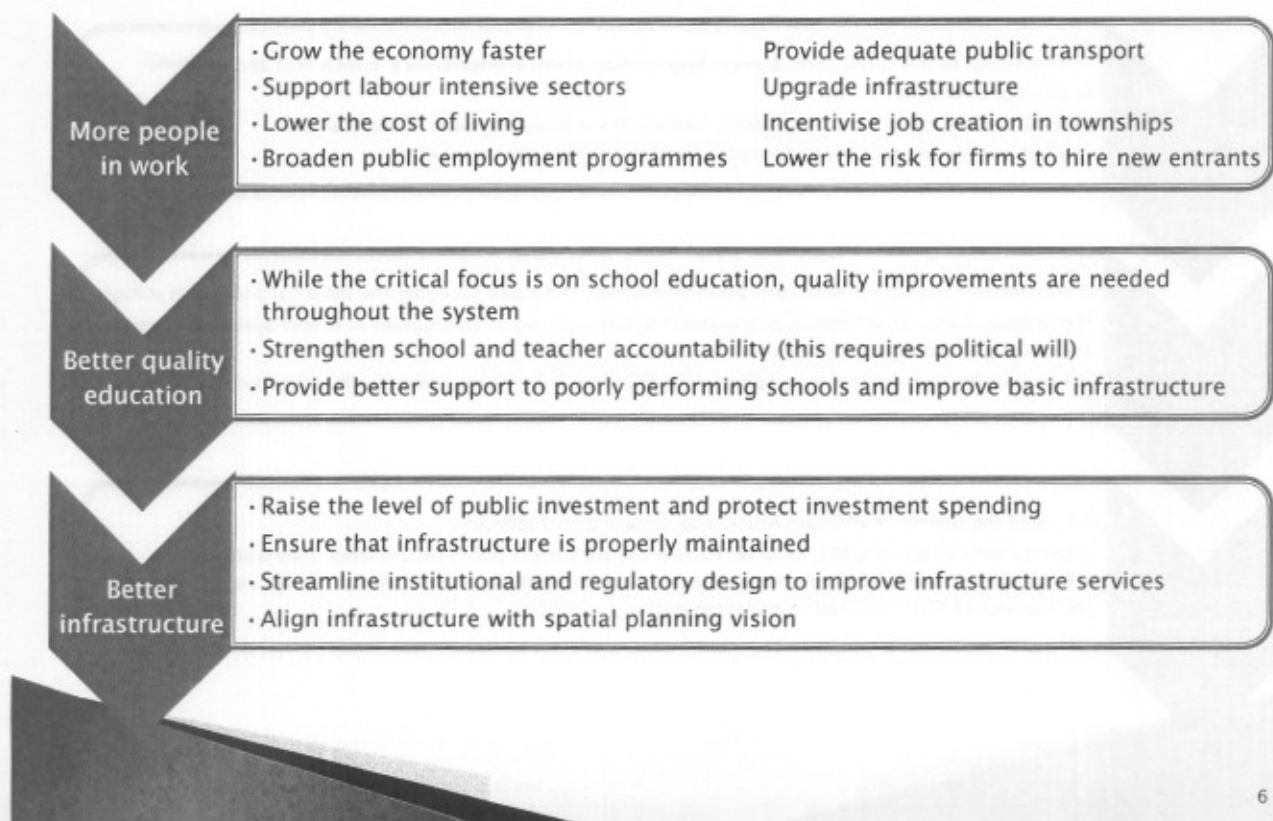 More people
in work
· Grow the economy faster
· Support labour intensive sectors
· Lower the cost of living
· Broaden public employment programmes
Provide adequate public transport
Upgrade infrastructure
Incentivise job creation in townships
Lower the risk for firms to hire new entrants
Better quality
education
· While the critical focus is on school education, quality improvements are needed
throughout the system
· Strengthen school and teacher accountability (this requires political will)
· Provide better support to poorly performing schools and improve basic infrastructure
Better
infrastructure
· Raise the level of public investment and protect investment spending
· Ensure that infrastructure is properly maintained
· Streamline institutional and regulatory design to improve infrastructure services
· Align infrastructure with spatial planning vision
6